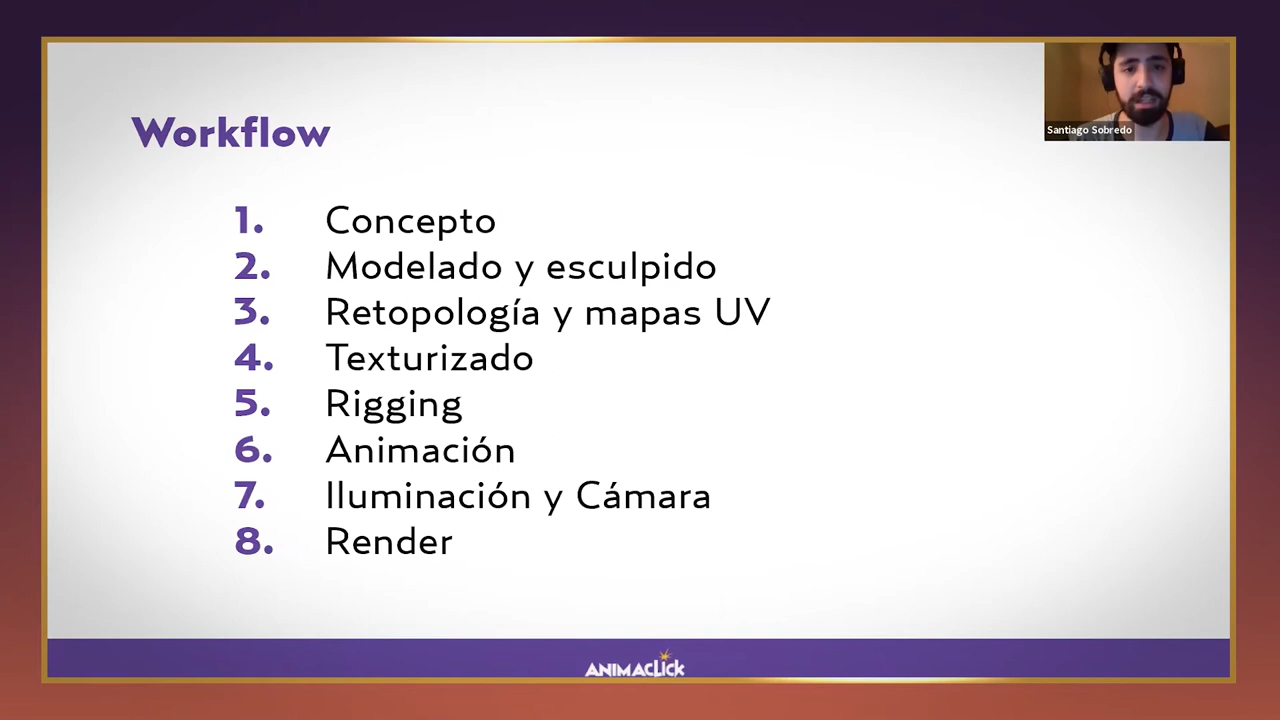 Workflow
Santiago Sobredo
1. Concepto
2. Modelado y esculpido
3. Retopología y mapas UV
4. Texturizado
5. Rigging
6. Animación
7. Iluminación y Cámara
8. Render
ANIMACLICK